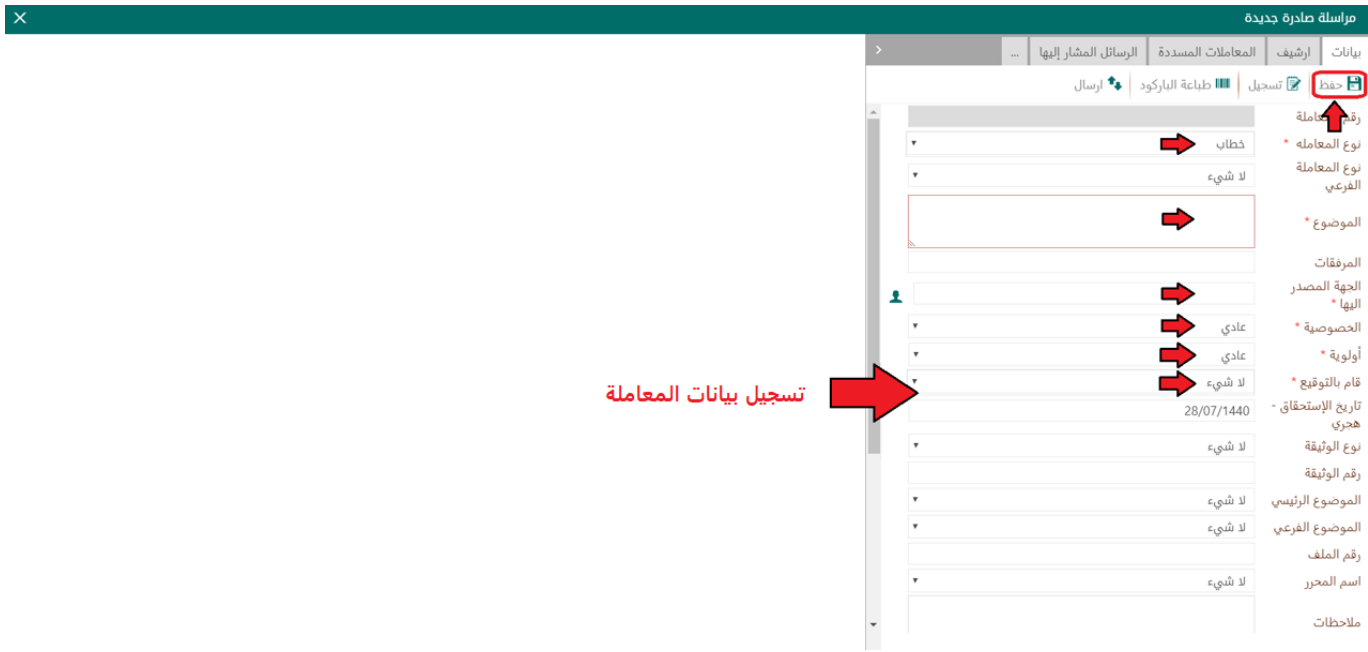 مراسلة صادرة جديدة
بيانات ارشيف المعاملات المسددة الرسائل المشار إليها ...
حفظ تسجيل طباعة الباركود ارسال
نوع المعامله * خطاب
نوع المعاملة
الفرعي
لا شيء
الموضوع *
المرفقات
الجهة المصدر
اليها *
الخصوصية * عادي
أولوية * عادي
قام بالتوقيع * لا شيء
تسجيل بيانات المعاملة
تاريخ الإستحقاق -
هجري
28/07/1440
نوع الوثيقة لا شيء
رقم الوثيقة
الموضوع الرئيسي لا شيء
الموضوع الفرعي لا شيء
رقم الملف
اسم المحرر لا شيء
ملاحظات